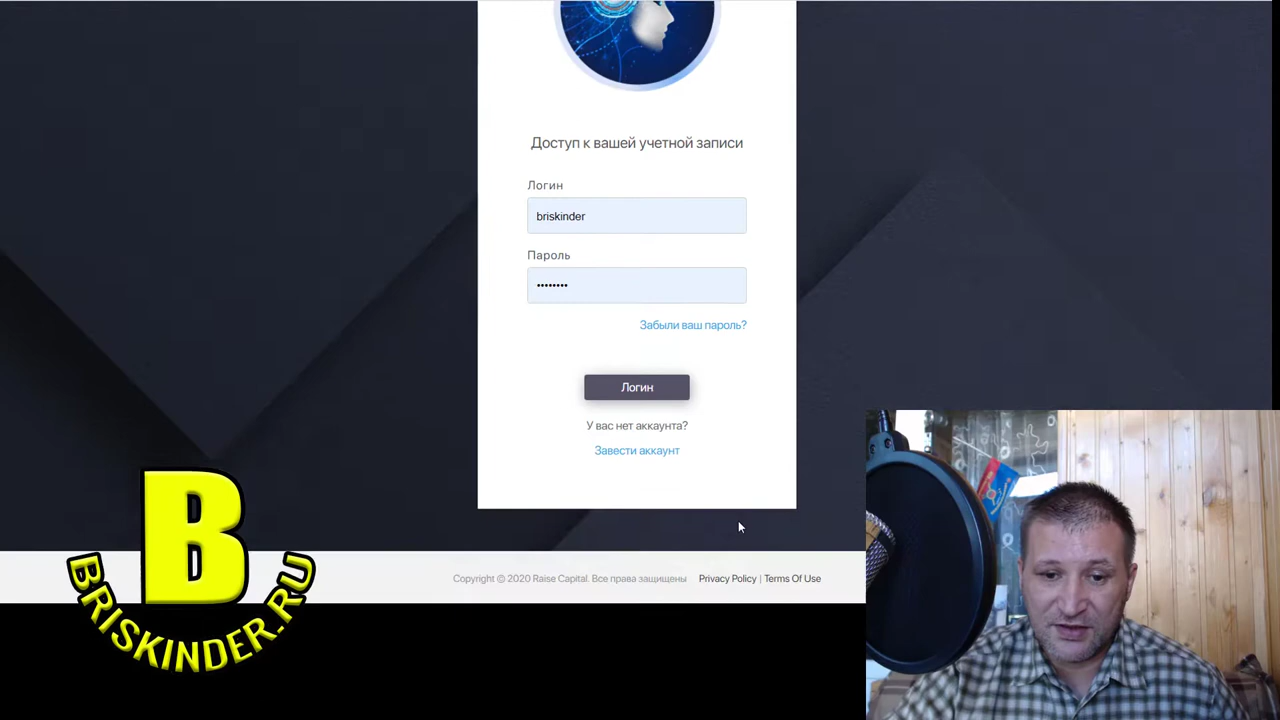 Доступ к вашей учетной записи
Логин
briskinder
Пароль
••••••••
Забыли ваш пароль?
Логин
У вас нет аккаунта?
Завести аккаунт
Copyright © 2020 Raise Capital. Все права защищены Privacy Policy | Terms Of Use
B
BRISKINDER.RU